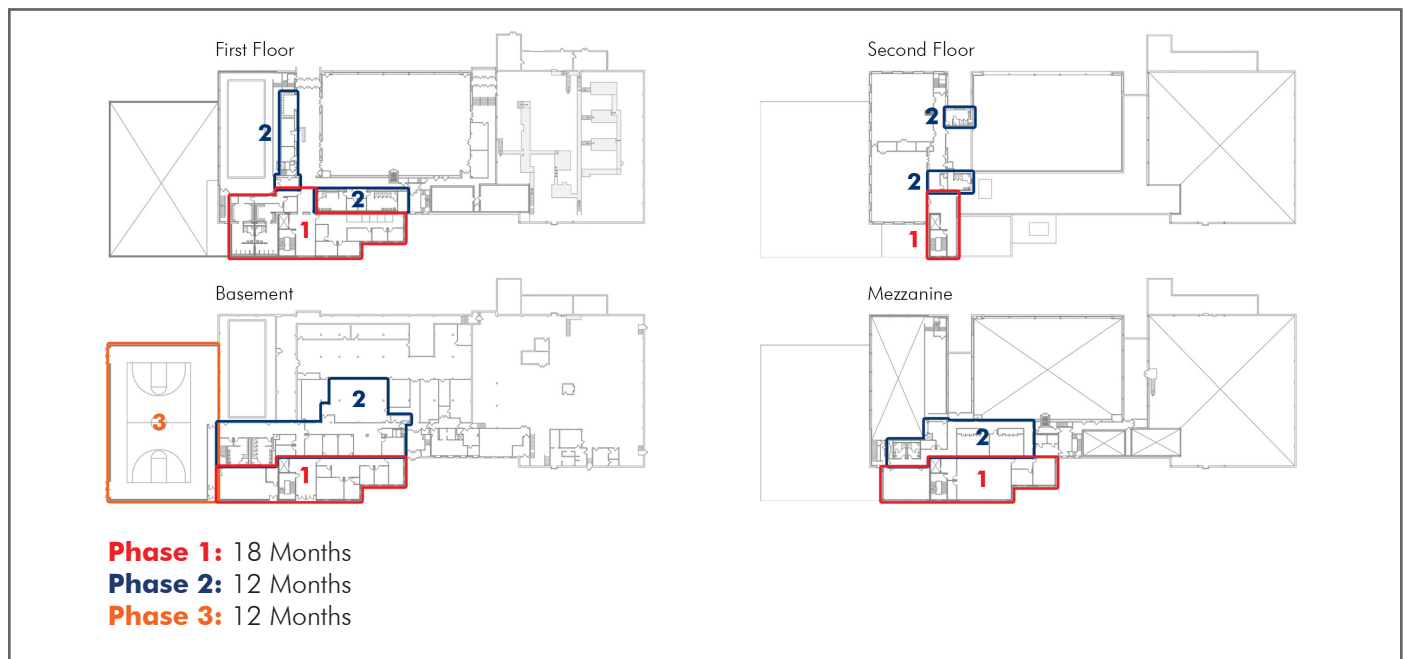 First Floor
2
2
1
Second Floor
2
2
1
Basement
2
3
1
Mezzanine
2
1
Phase 1: 18 Months
Phase 2: 12 Months
Phase 3: 12 Months